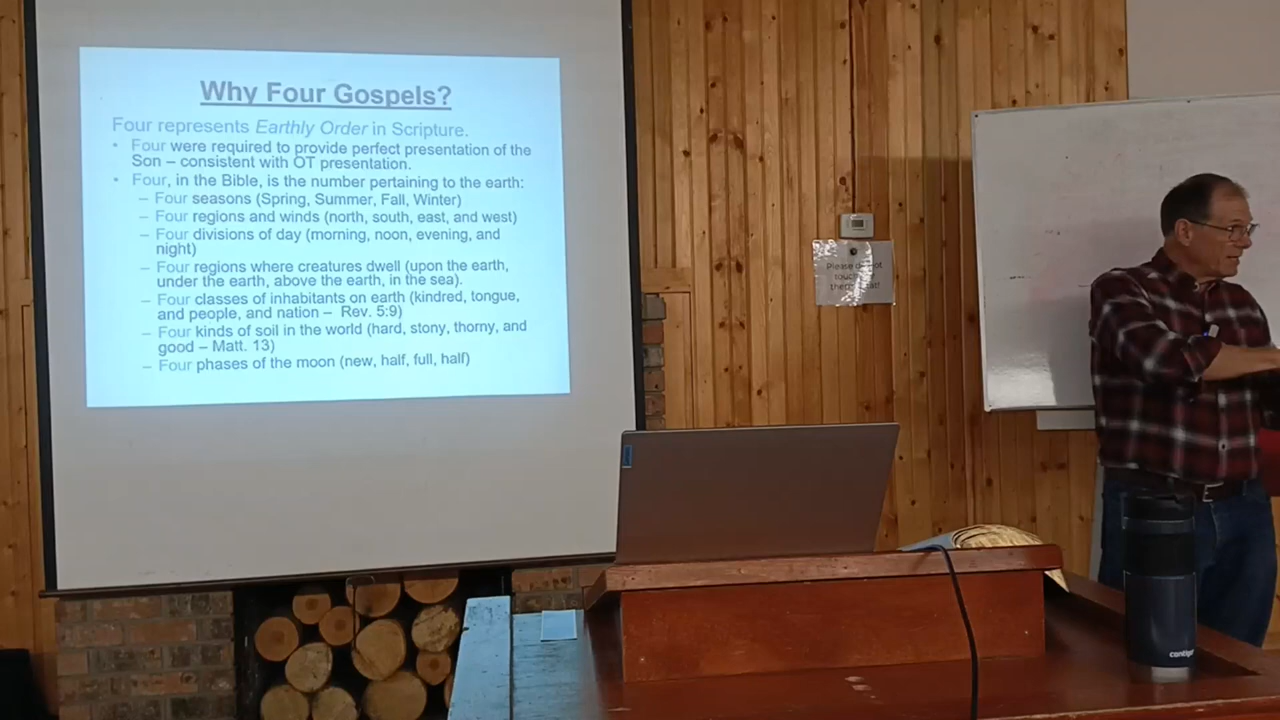 Why Four Gospels?
Four represents Earthly Order in Scripture.
• Four were required to provide perfect presentation of the
Son – consistent with OT presentation.
• Four, in the Bible, is the number pertaining to the earth:
– Four seasons (Spring, Summer, Fall, Winter)
– Four regions and winds (north, south, east, and west)
– Four divisions of day (morning, noon, evening, and
night)
– Four regions where creatures dwell (upon the earth,
under the earth, above the earth, in the sea).
– Four classes of inhabitants on earth (kindred, tongue,
and people, and nation – Rev. 5:9)
– Four kinds of soil in the world (hard, stony, thorny, and
good – Matt. 13)
– Four phases of the moon (new, half, full, half)
Please
contigo